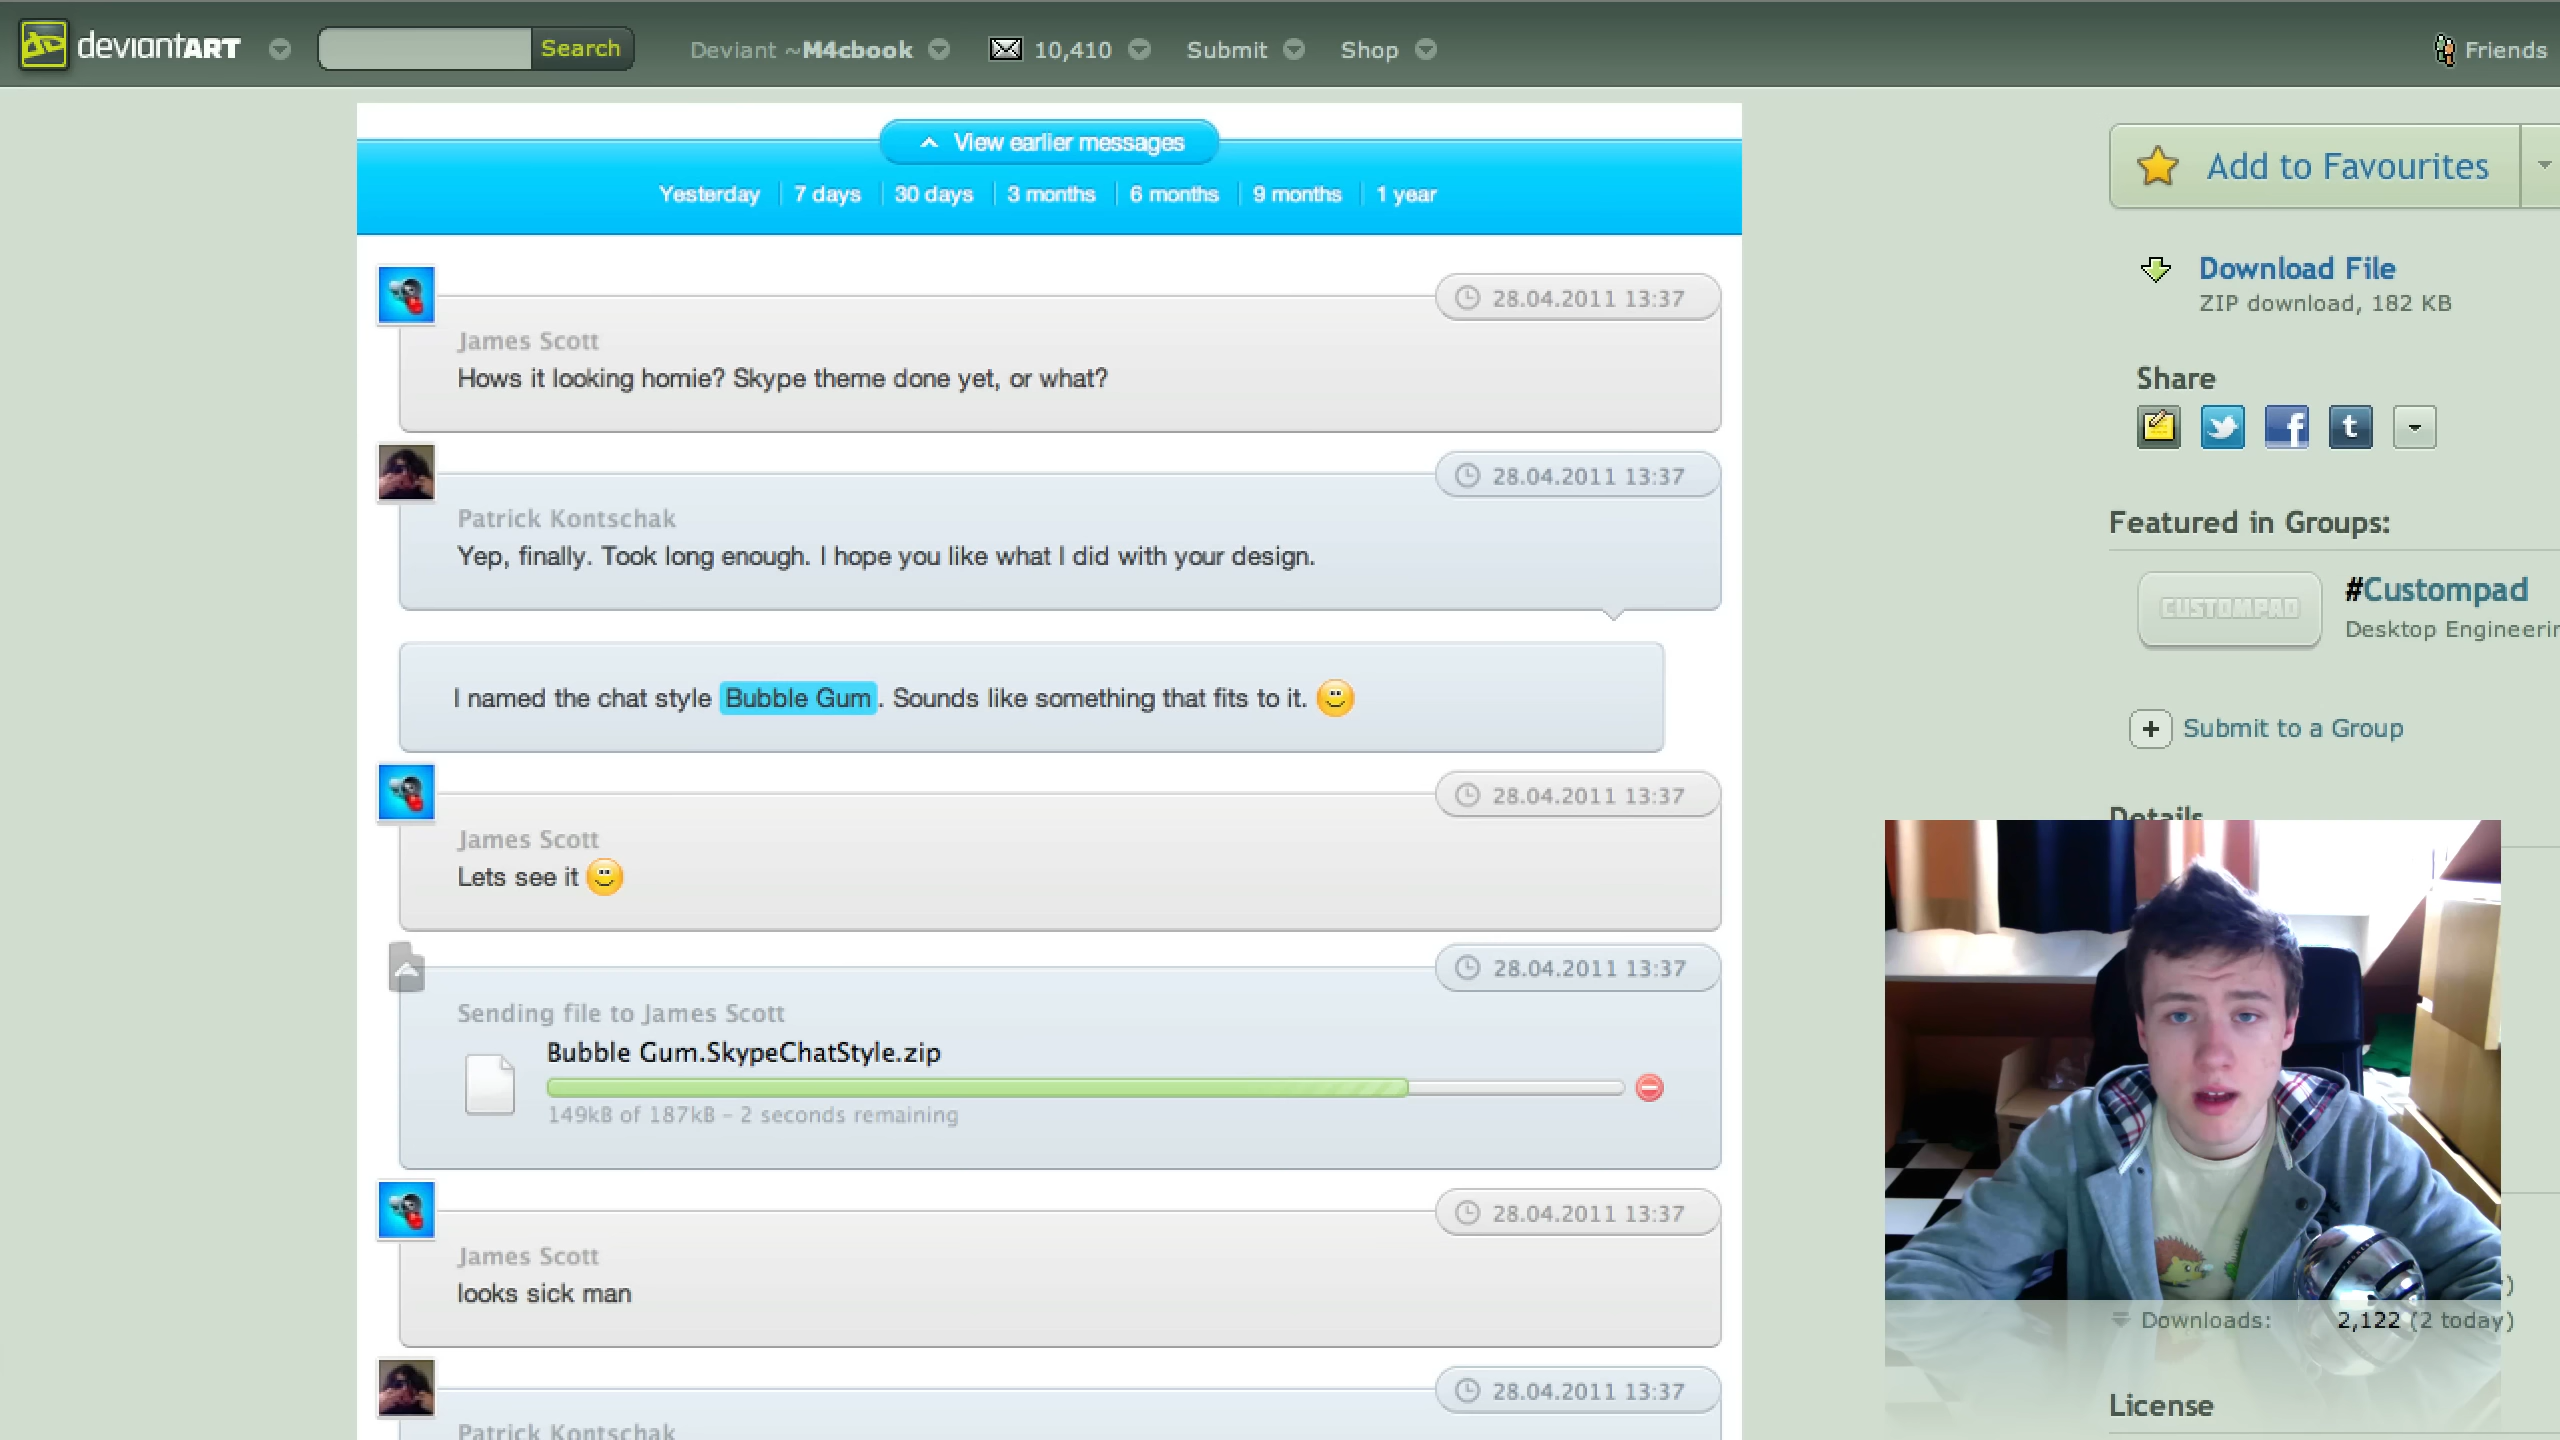 deviantART
Search
Deviant ~M4cbook
10,410
Submit
Shop
Friends
View earlier messages
Yesterday
7 days
30 days
3 months
6 months
9 months
1 year
28.04.2011 13:37
James Scott
Hows it looking homie? Skype theme done yet, or what?
28.04.2011 13:37
Patrick Kontschak
Yep, finally. Took long enough. I hope you like what I did with your design.
I named the chat style Bubble Gum. Sounds like something that fits to it.
28.04.2011 13:37
James Scott
Lets see it
28.04.2011 13:37
Sending file to James Scott
Bubble Gum.SkypeChatStyle.zip
149kB of 187kB – 2 seconds remaining
28.04.2011 13:37
James Scott
looks sick man
28.04.2011 13:37
Patrick Kontschak
Add to Favourites
Download File
ZIP download, 182 KB
Share
Featured in Groups:
CUSTOMPAD
#Custompad
Desktop Engineerin
Submit to a Group
Details
Downloads: 2,122 (2 today)
License